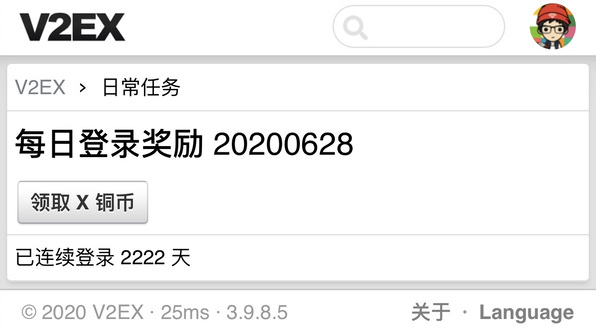 V2EX
V2EX › 日常任务
每日登录奖励 20200628
领取 X 铜币
已连续登录 2222 天
© 2020 V2EX · 25ms · 3.9.8.5 关于 · Language